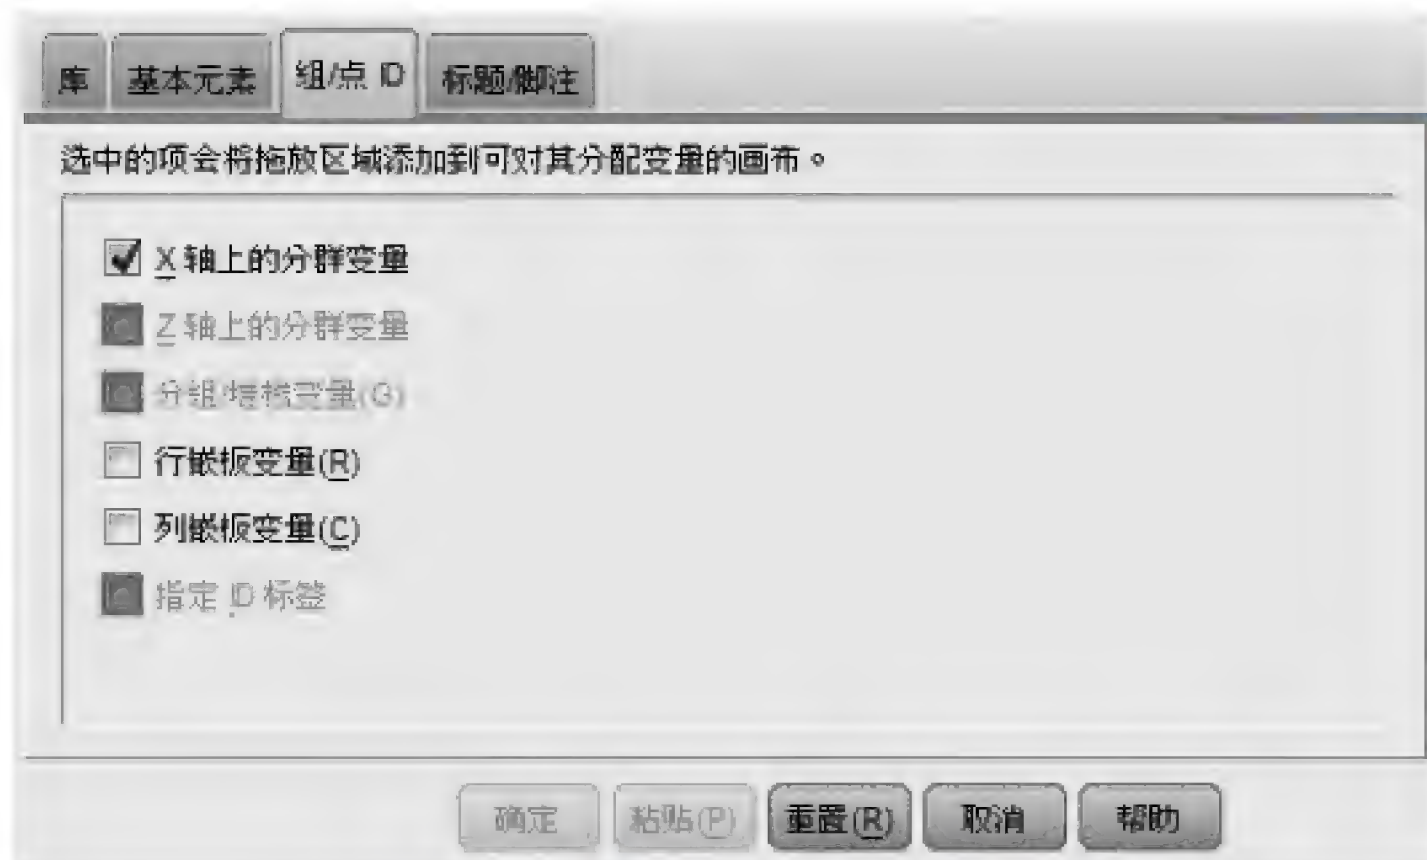 库 基本元素 组/点 ID 标题/脚注
选中的项会将拖放区域添加到可对其分配变量的画布。
X 轴上的分群变量
Z 轴上的分群变量
分组/堆栈变量(G)
行嵌板变量(R)
列嵌板变量(C)
指定 ID 标签
确定 粘贴(P) 重置(R) 取消 帮助